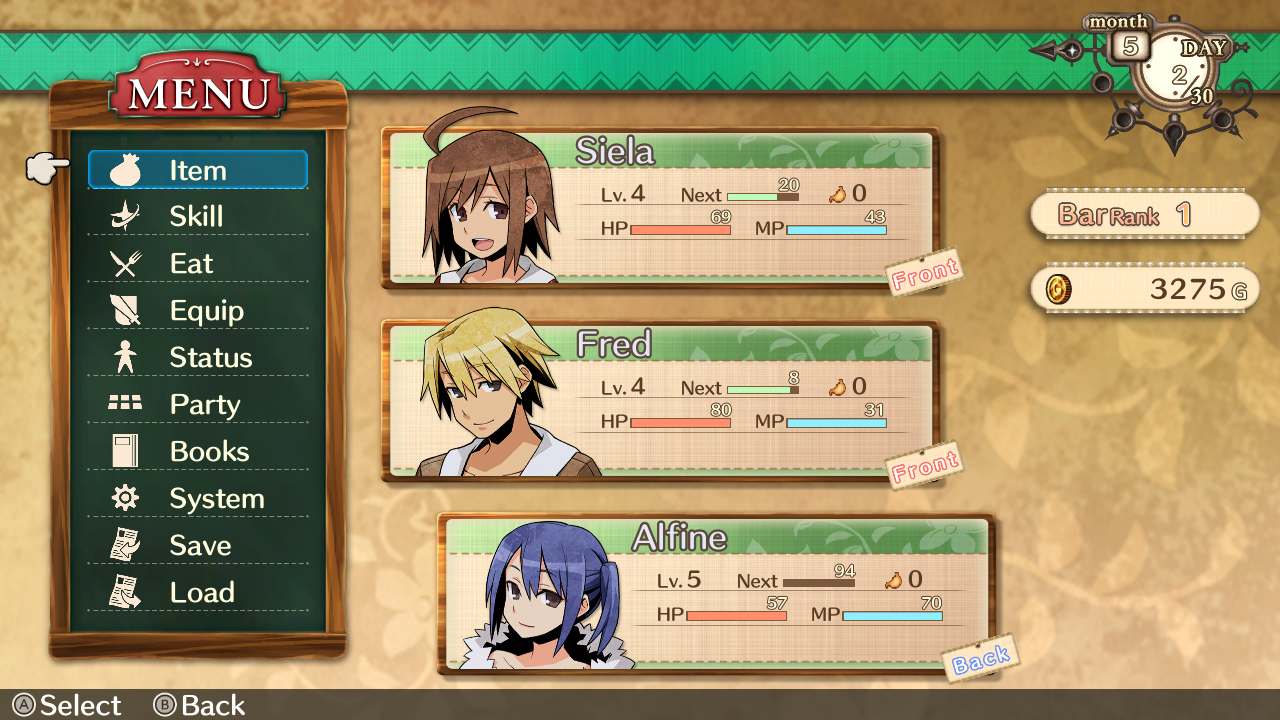 MENU
Item
Skill
Eat
Equip
Status
Party
Books
System
Save
Load
Siela
Lv. 4 Next 20 0
HP 69 MP 43
Front
Fred
Lv. 4 Next 8 0
HP 80 MP 31
Front
Alfine
Lv. 5 Next 94 0
HP 57 MP 70
Back
month
5 DAY
2/30
Bar Rank 1
3275 G
A Select B Back